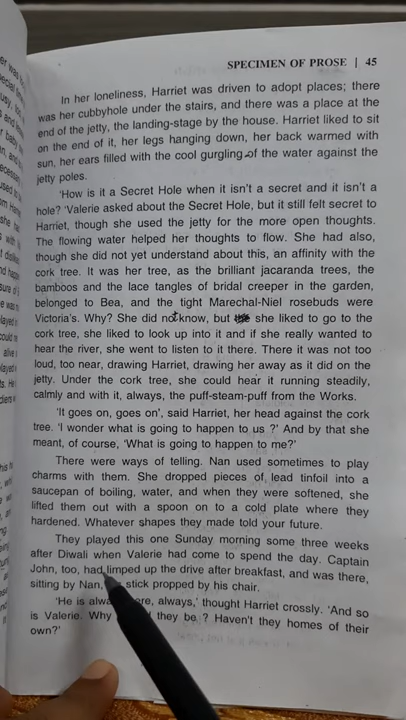 SPECIMEN OF PROSE | 45
In her loneliness, Harriet was driven to adopt places; there
was her cubbyhole under the stairs, and there was a place at the
end of the jetty, the landing-stage by the house. Harriet liked to sit
on the end of it, her legs hanging down, her back warmed with
sun, her ears filled with the cool gurgling of the water against the
jetty poles.
'How is it a Secret Hole when it isn't a secret and it isn't a
hole? 'Valerie asked about the Secret Hole, but it still felt secret to
Harriet, though she used the jetty for the more open thoughts.
The flowing water helped her thoughts to flow. She had also,
though she did not yet understand about this, an affinity with the
cork tree. It was her tree, as the brilliant jacaranda trees, the
bamboos and the lace tangles of bridal creeper in the garden,
belonged to Bea, and the tight Marechal-Niel rosebuds were
Victoria's. Why? She did not know, but she liked to go to the
cork tree, she liked to look up into it and if she really wanted to
hear the river, she went to listen to it there. There it was not too
loud, too near, drawing Harriet, drawing her away as it did on the
jetty. Under the cork tree, she could hear it running steadily,
calmly and with it, always, the puff-steam-puff from the Works.
'It goes on, goes on', said Harriet, her head against the cork
tree. 'I wonder what is going to happen to us ?' And by that she
meant, of course, 'What is going to happen to me?'
There were ways of telling. Nan used sometimes to play
charms with them. She dropped pieces of lead tinfoil into a
saucepan of boiling, water, and when they were softened, she
lifted them out with a spoon on to a cold plate where they
hardened. Whatever shapes they made told your future.
They played this one Sunday morning some three weeks
after Diwali when Valerie had come to spend the day. Captain
John, too, had limped up the drive after breakfast, and was there,
sitting by Nan, stick propped by his chair.
'He is always, always,' thought Harriet crossly. 'And so
is Valerie. Why they be ? Haven't they homes of their
own?'